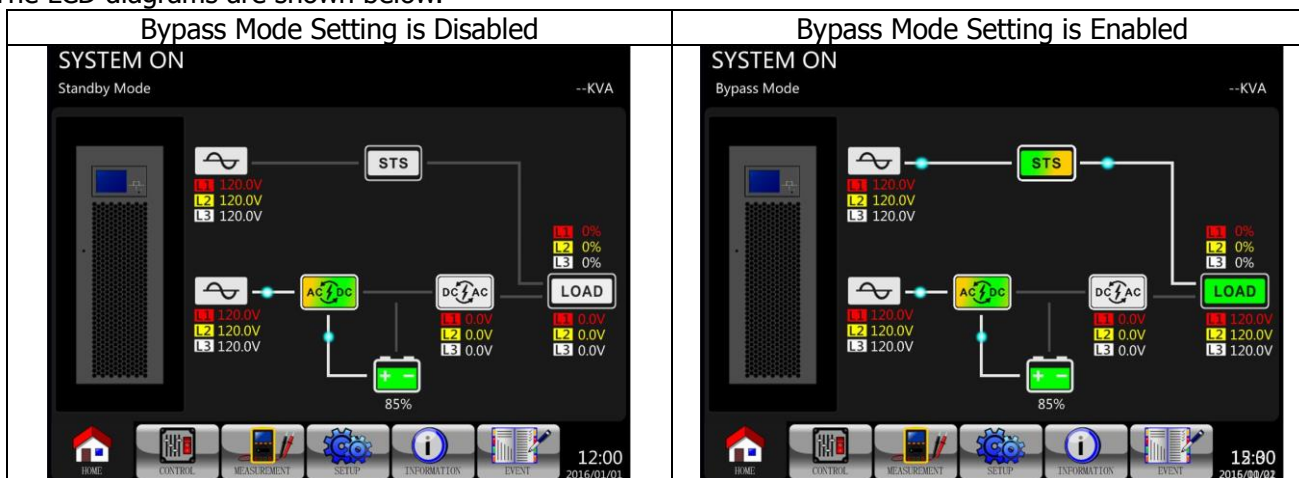 The LCD diagrams are shown below.
Bypass Mode Setting is Disabled
Bypass Mode Setting is Enabled
SYSTEM ON
Standby Mode
--KVA
STS
L1 120.0V
L2 120.0V
L3 120.0V
L1 0%
L2 0%
L3 0%
AC DC
DC AC
LOAD
L1 120.0V
L2 120.0V
L3 120.0V
L1 0.0V
L2 0.0V
L3 0.0V
L1 0.0V
L2 0.0V
L3 0.0V
+ -
85%
HOME
CONTROL
MEASUREMENT
SETUP
INFORMATION
EVENT
12:00
2016/01/01
SYSTEM ON
Bypass Mode
--KVA
STS
L1 120.0V
L2 120.0V
L3 120.0V
L1 0%
L2 0%
L3 0%
AC DC
DC AC
LOAD
L1 120.0V
L2 120.0V
L3 120.0V
L1 0.0V
L2 0.0V
L3 0.0V
L1 120.0V
L2 120.0V
L3 120.0V
+ -
85%
HOME
CONTROL
MEASUREMENT
SETUP
INFORMATION
EVENT